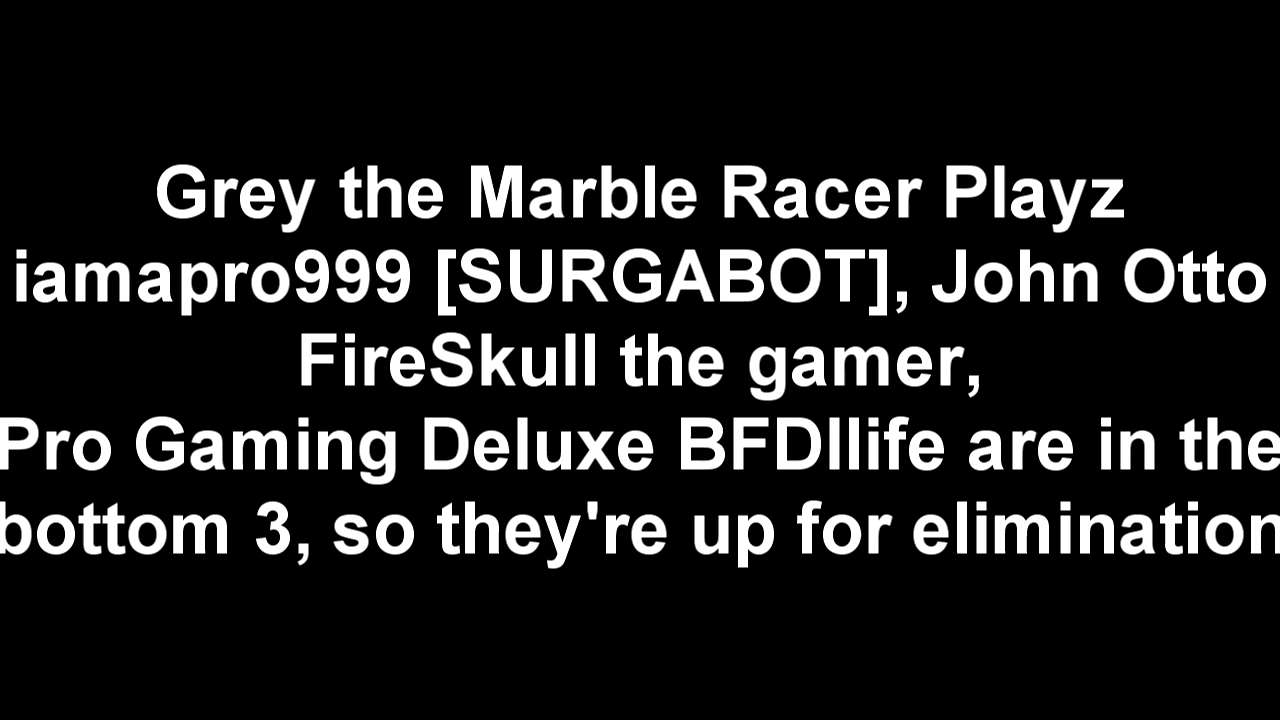 Grey the Marble Racer Playz
iamapro999 [SURGABOT], John Otto
FireSkull the gamer,
Pro Gaming Deluxe BFDIlife are in the
bottom 3, so they're up for elimination